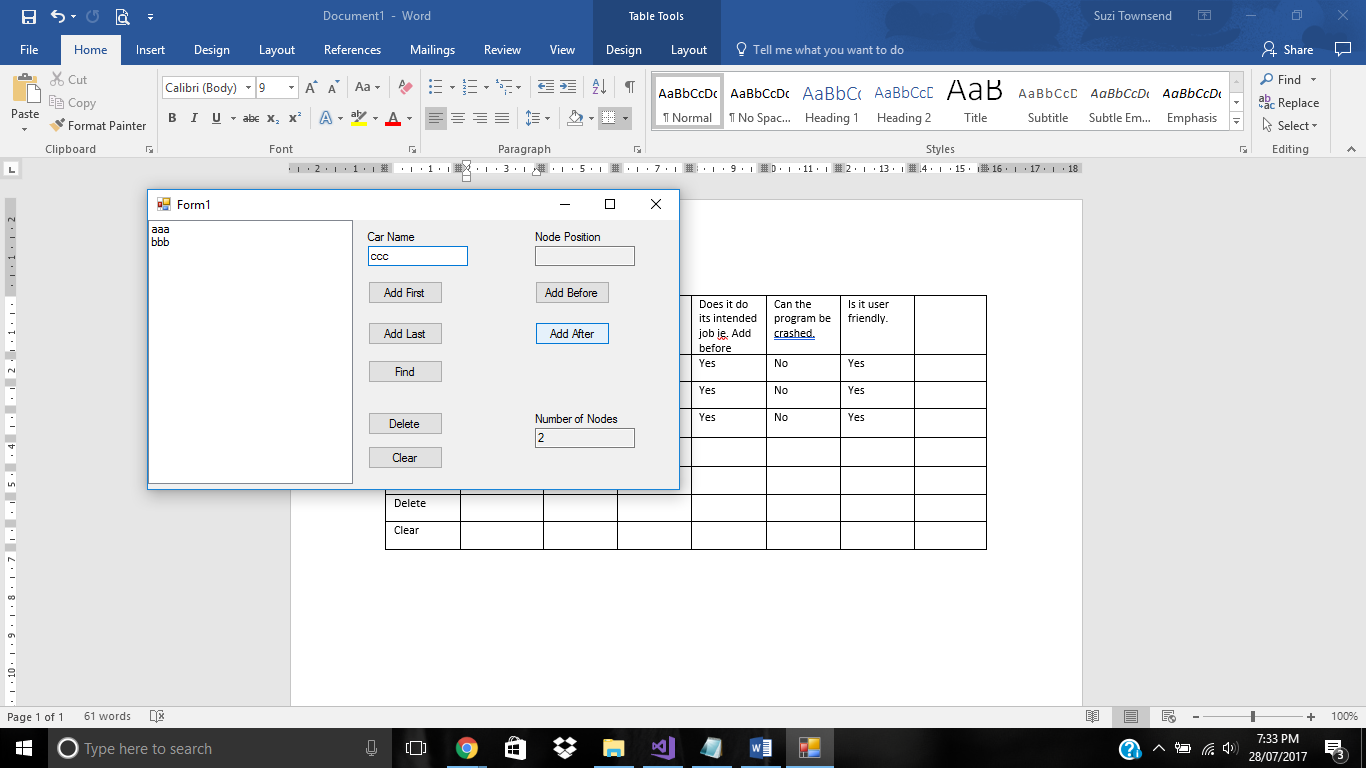 Document1 - Word
Table Tools
Suzi Townsend
File
Home
Insert
Design
Layout
References
Mailings
Review
View
Design
Layout
Tell me what you want to do
Share
Paste
Cut
Copy
Format Painter
Clipboard
Calibri (Body)
9
Font
Paragraph
AaBbCcDc
¶ Normal
AaBbCcDc
¶ No Spac...
AaBbCc
Heading 1
AaBbCcD
Heading 2
AaB
Title
AaBbCcD
Subtitle
AaBbCcDc
Subtle Em...
AaBbCcDc
Emphasis
Styles
Find
Replace
Select
Editing
Form1
aaa
bbb
Car Name
ccc
Node Position
Add First
Add Before
Add Last
Add After
Find
Delete
Clear
Number of Nodes
2
Does it do
its intended
job ie. Add
before
Can the
program be
crashed.
Is it user
friendly.
Yes
No
Yes
Yes
No
Yes
Yes
No
Yes
Delete
Clear
Page 1 of 1
61 words
100%
Type here to search
7:33 PM
28/07/2017
3